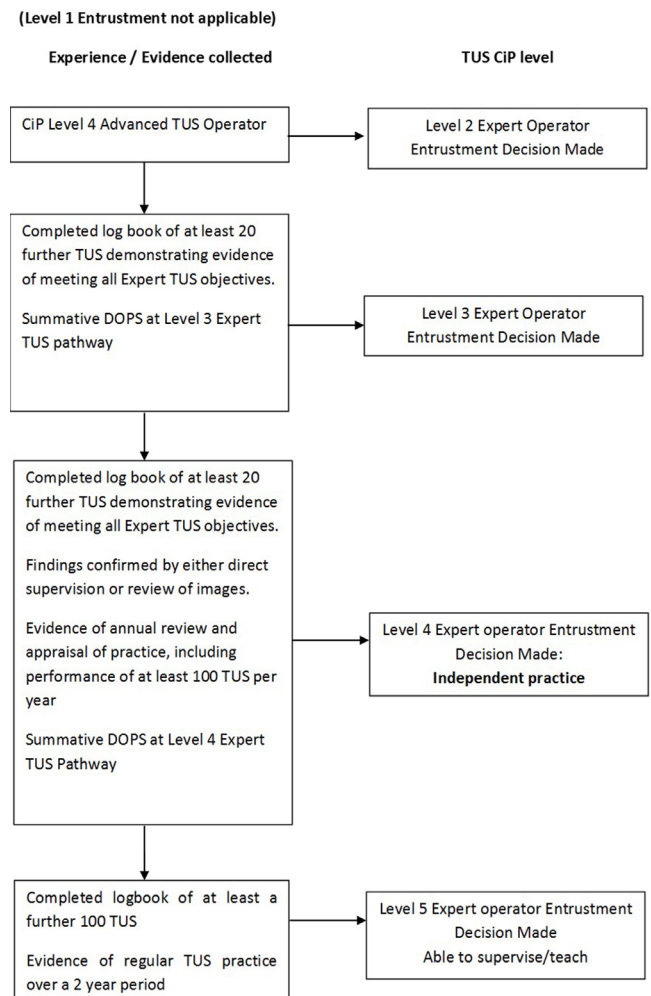 (Level 1 Entrustment not applicable)
Experience / Evidence collected
TUS CiP level
CiP Level 4 Advanced TUS Operator
Level 2 Expert Operator
Entrustment Decision Made
Completed log book of at least 20
further TUS demonstrating evidence
of meeting all Expert TUS objectives.
Summative DOPS at Level 3 Expert
TUS pathway
Level 3 Expert Operator
Entrustment Decision Made
Completed log book of at least 20
further TUS demonstrating evidence
of meeting all Expert TUS objectives.
Findings confirmed by either direct
supervision or review of images.
Evidence of annual review and
appraisal of practice, including
performance of at least 100 TUS per
year
Summative DOPS at Level 4 Expert
TUS Pathway
Level 4 Expert operator Entrustment
Decision Made:
Independent practice
Completed logbook of at least a
further 100 TUS
Evidence of regular TUS practice
over a 2 year period
Level 5 Expert operator Entrustment
Decision Made
Able to supervise/teach